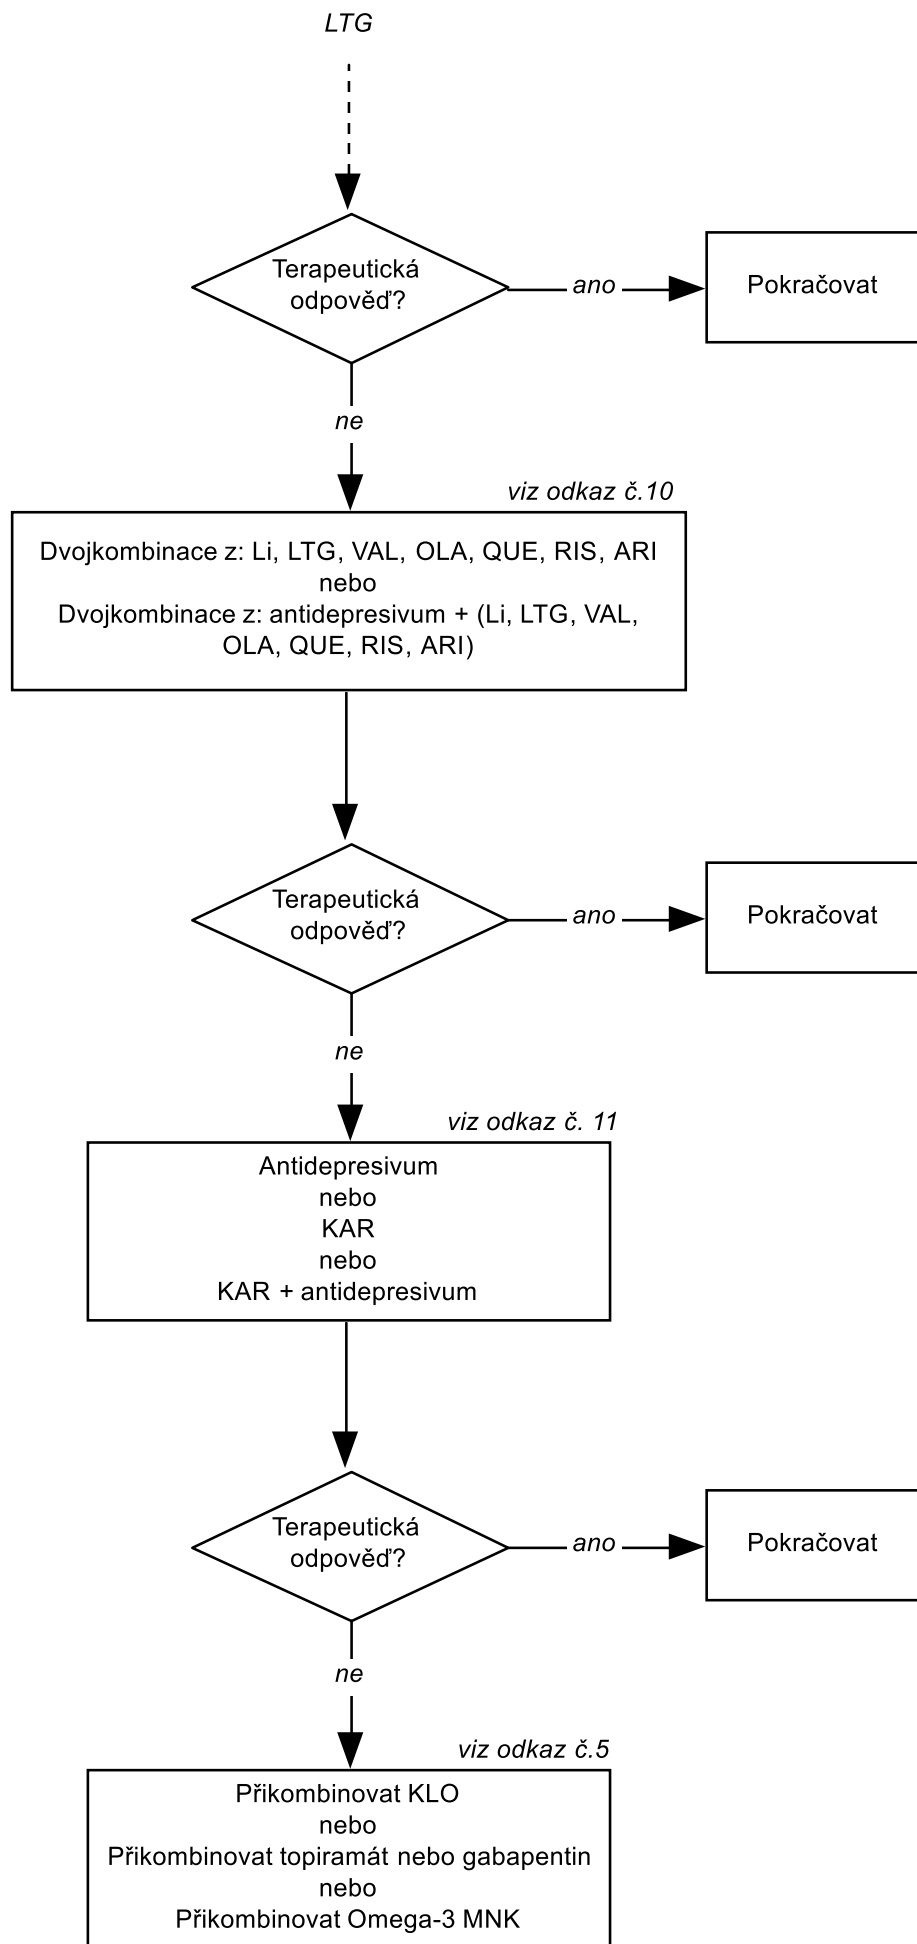 LTG
Terapeutická
odpověď?
ano
Pokračovat
ne
viz odkaz č.10
Dvojkombinace z: Li, LTG, VAL, OLA, QUE, RIS, ARI
nebo
Dvojkombinace z: antidepresivum + (Li, LTG, VAL,
OLA, QUE, RIS, ARI)
Terapeutická
odpověď?
ano
Pokračovat
ne
viz odkaz č. 11
Antidepresivum
nebo
KAR
nebo
KAR + antidepresivum
Terapeutická
odpověď?
ano
Pokračovat
ne
viz odkaz č.5
Přikombinovat KLO
nebo
Přikombinovat topiramát nebo gabapentin
nebo
Přikombinovat Omega-3 MNK